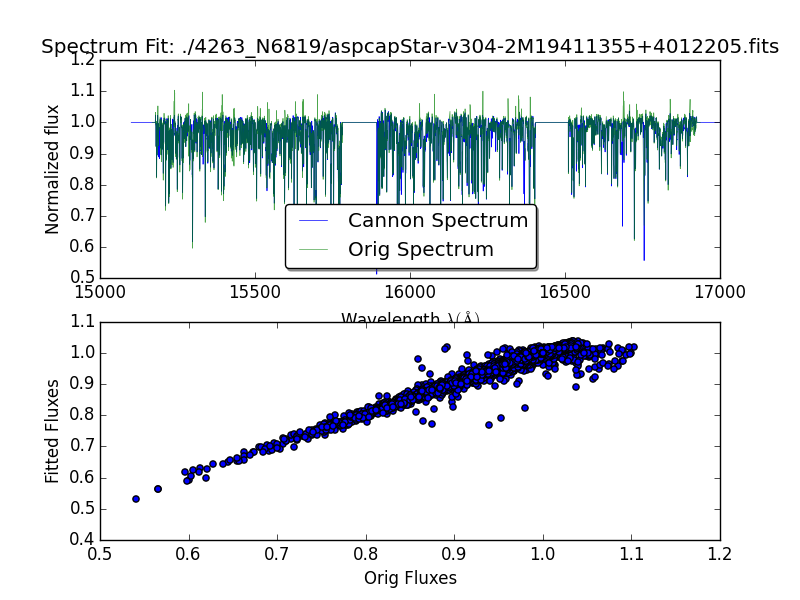 Spectrum Fit: ./4263_N6819/aspcapStar-v304-2M19411355+4012205.fits
1.2
1.1
1.0
0.9
0.8
0.7
0.6
0.5
Normalized flux
Cannon Spectrum
Orig Spectrum
15000 15500 16000 16500 17000
Wavelength λ(Å)
1.1
1.0
0.9
0.8
0.7
0.6
0.5
0.4
Fitted Fluxes
0.5 0.6 0.7 0.8 0.9 1.0 1.1 1.2
Orig Fluxes